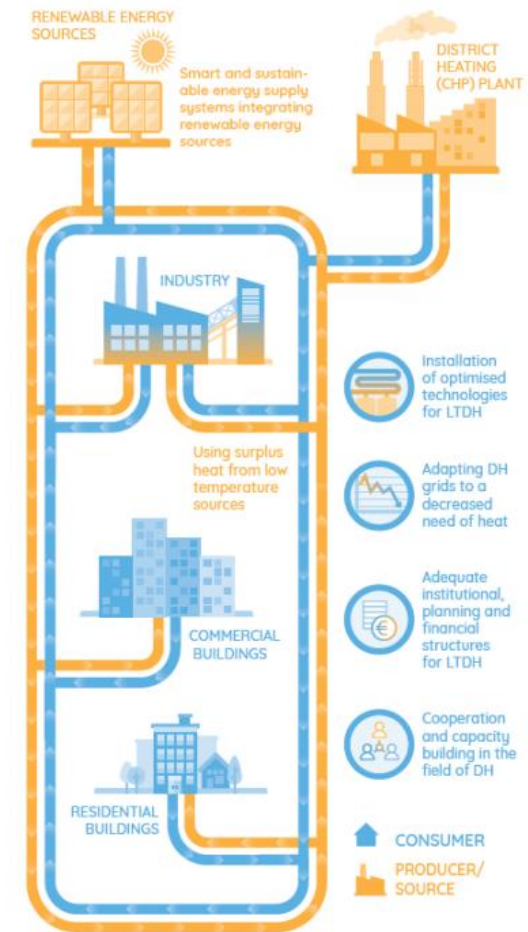 RENEWABLE ENERGY
SOURCES
Smart and sustain-
able energy supply
systems integrating
renewable energy
sources
DISTRICT
HEATING
(CHP) PLANT
INDUSTRY
Using surplus
heat from low
temperature
sources
COMMERCIAL
BUILDINGS
RESIDENTIAL
BUILDINGS
Installation
of optimised
technologies
for LTDH
Adapting DH
grids to a
decreased
need of heat
€
Adequate
institutional,
planning and
financial
structures
for LTDH
Cooperation
and capacity
building in the
field of DH
CONSUMER
PRODUCER/
SOURCE